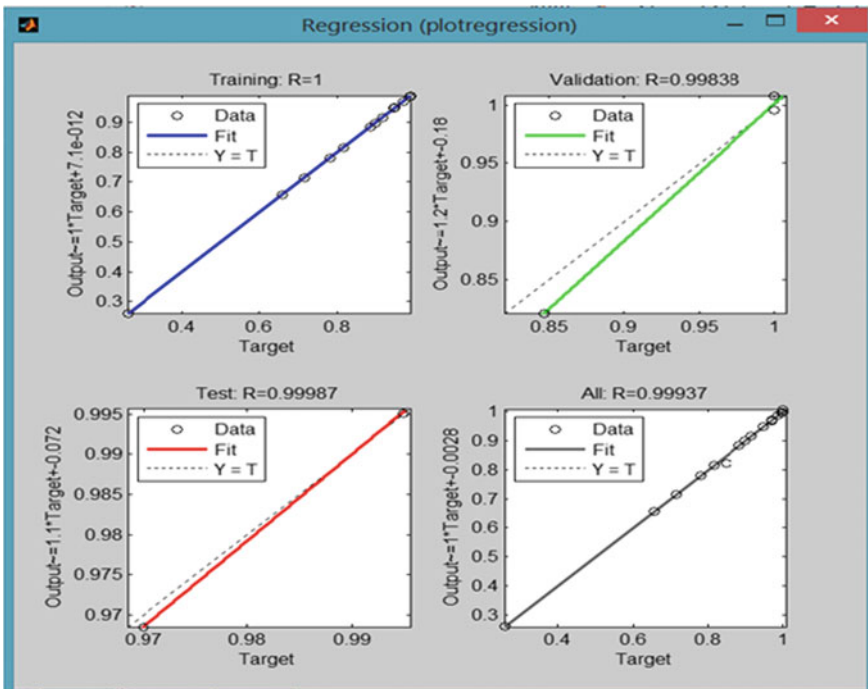 Regression (plotregression)
Training: R=1
Output~=1*Target+7.1e-012
Data
Fit
Y = T
0.9
0.8
0.7
0.6
0.5
0.4
0.3
0.4
0.6
0.8
Target
Validation: R=0.99838
Output~=1.2*Target+-0.18
Data
Fit
Y = T
1
0.95
0.9
0.85
0.85
0.9
0.95
1
Target
Test: R=0.99987
Output~=1.1*Target+-0.072
Data
Fit
Y = T
0.995
0.99
0.985
0.98
0.975
0.97
0.97
0.98
0.99
Target
All: R=0.99937
Output~=1*Target+-0.0028
Data
Fit
Y = T
1
0.9
0.8
0.7
0.6
0.5
0.4
0.3
0.4
0.6
0.8
1
Target